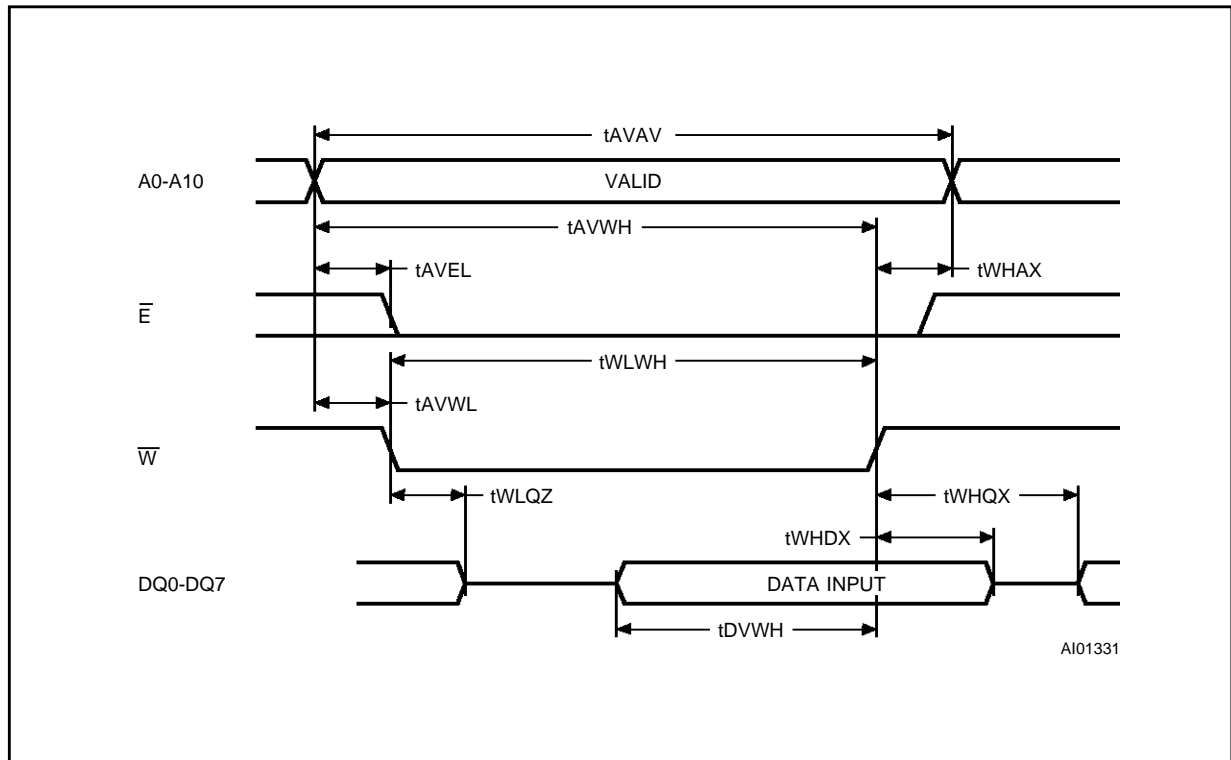 tAVAV
A0-A10
VALID
tAVWH
tAVEL
tWHAX
E̅
tWLWH
tAVWL
W̅
tWLQZ
tWHQX
tWHDX
DQ0-DQ7
DATA INPUT
tDVWH
AI01331